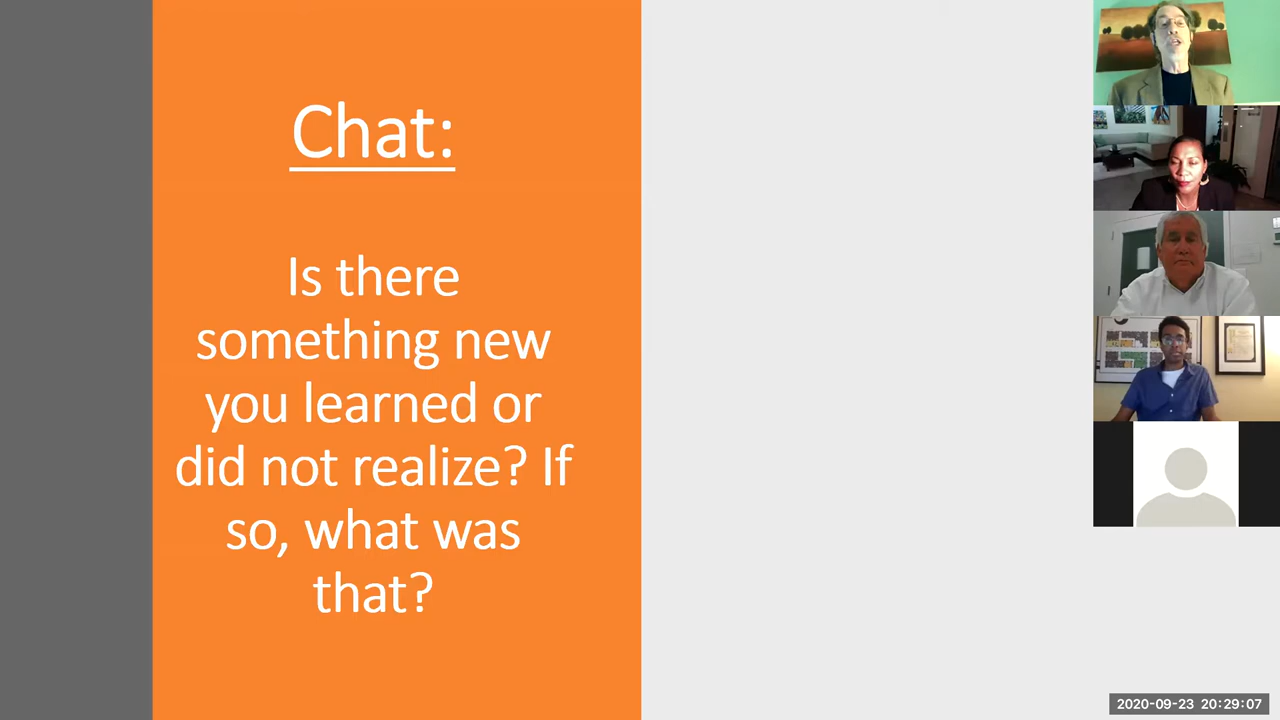 Chat:
Is there
something new
you learned or
did not realize? If
so, what was
that?
2020-09-23 20:29:07